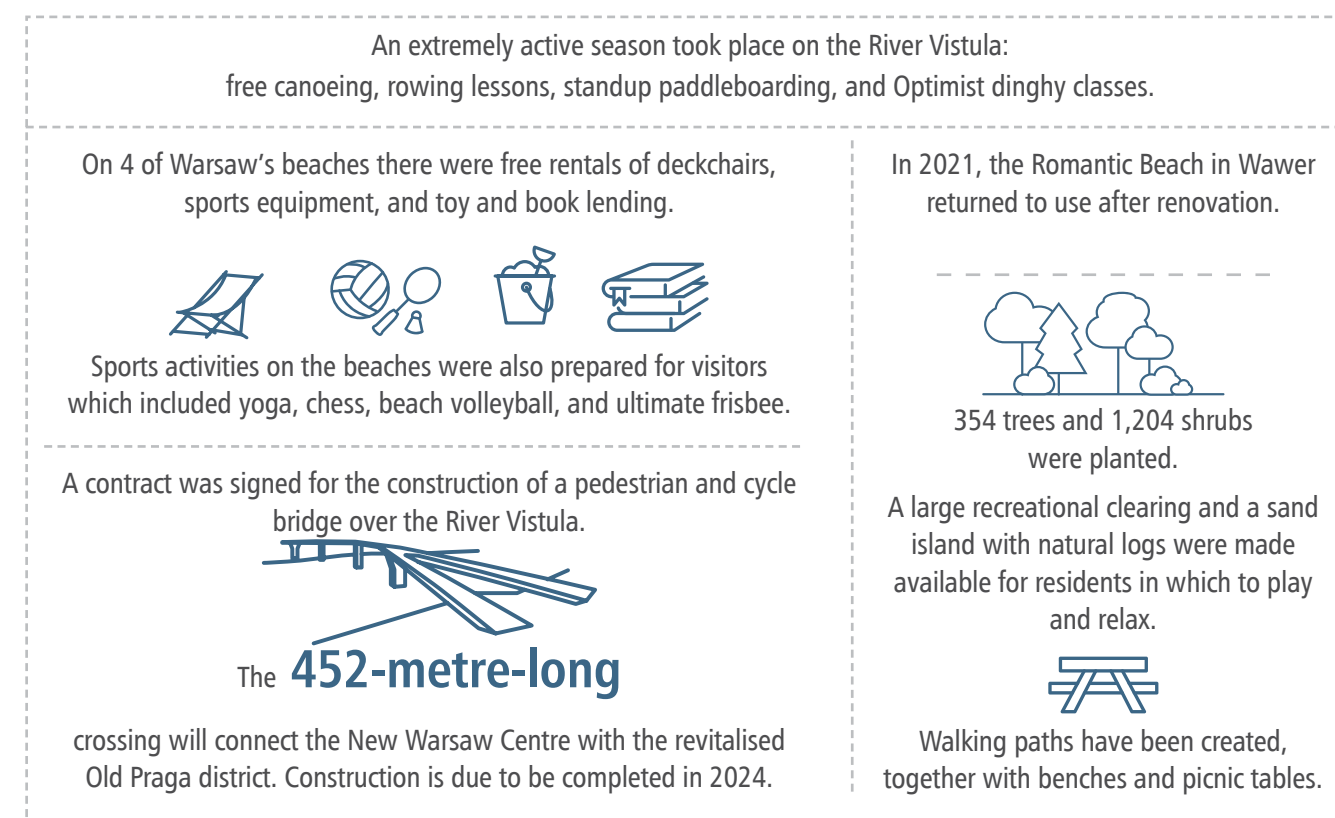 An extremely active season took place on the River Vistula:
free canoeing, rowing lessons, standup paddleboarding, and Optimist dinghy classes.
On 4 of Warsaw’s beaches there were free rentals of deckchairs,
sports equipment, and toy and book lending.
Sports activities on the beaches were also prepared for visitors
which included yoga, chess, beach volleyball, and ultimate frisbee.
A contract was signed for the construction of a pedestrian and cycle
bridge over the River Vistula.
The 452-metre-long
crossing will connect the New Warsaw Centre with the revitalised
Old Praga district. Construction is due to be completed in 2024.
In 2021, the Romantic Beach in Wawer
returned to use after renovation.
354 trees and 1,204 shrubs
were planted.
A large recreational clearing and a sand
island with natural logs were made
available for residents in which to play
and relax.
Walking paths have been created,
together with benches and picnic tables.